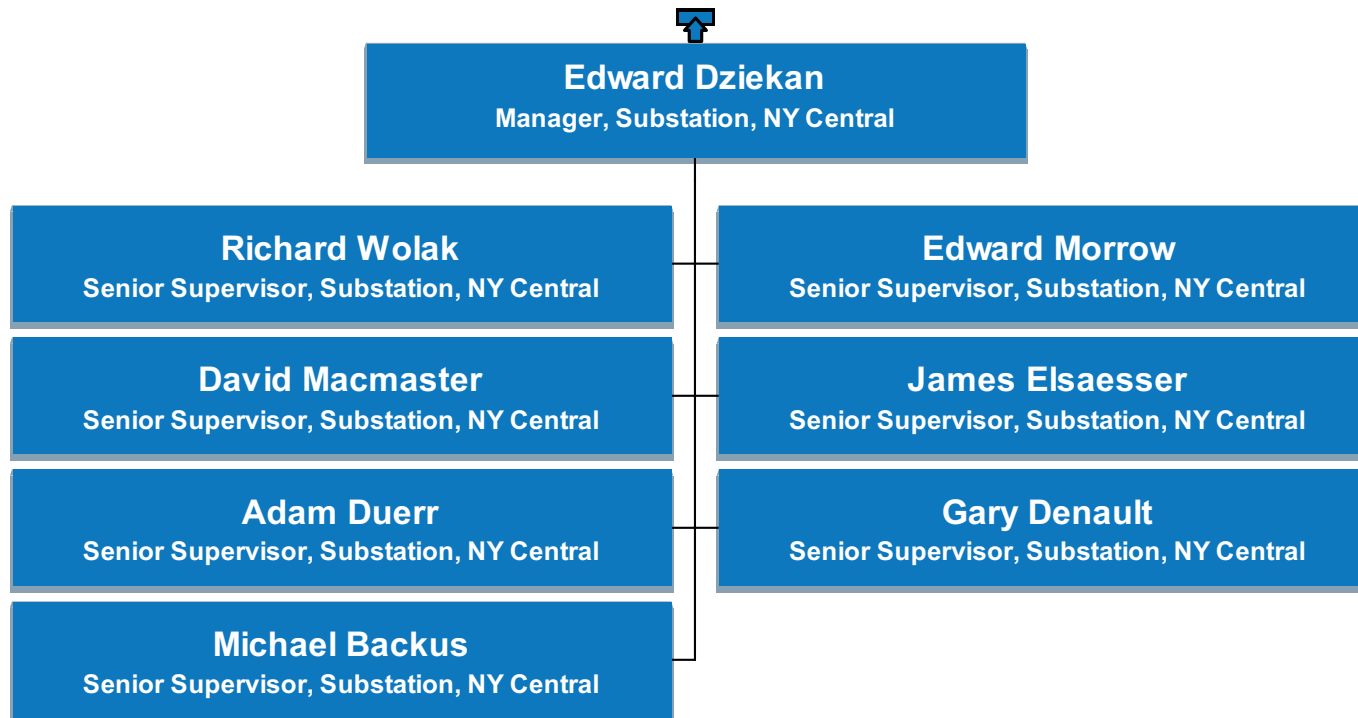 Edward Dziekan
Manager, Substation, NY Central
Richard Wolak
Senior Supervisor, Substation, NY Central
Edward Morrow
Senior Supervisor, Substation, NY Central
David Macmaster
Senior Supervisor, Substation, NY Central
James Elsaesser
Senior Supervisor, Substation, NY Central
Adam Duerr
Senior Supervisor, Substation, NY Central
Gary Denault
Senior Supervisor, Substation, NY Central
Michael Backus
Senior Supervisor, Substation, NY Central